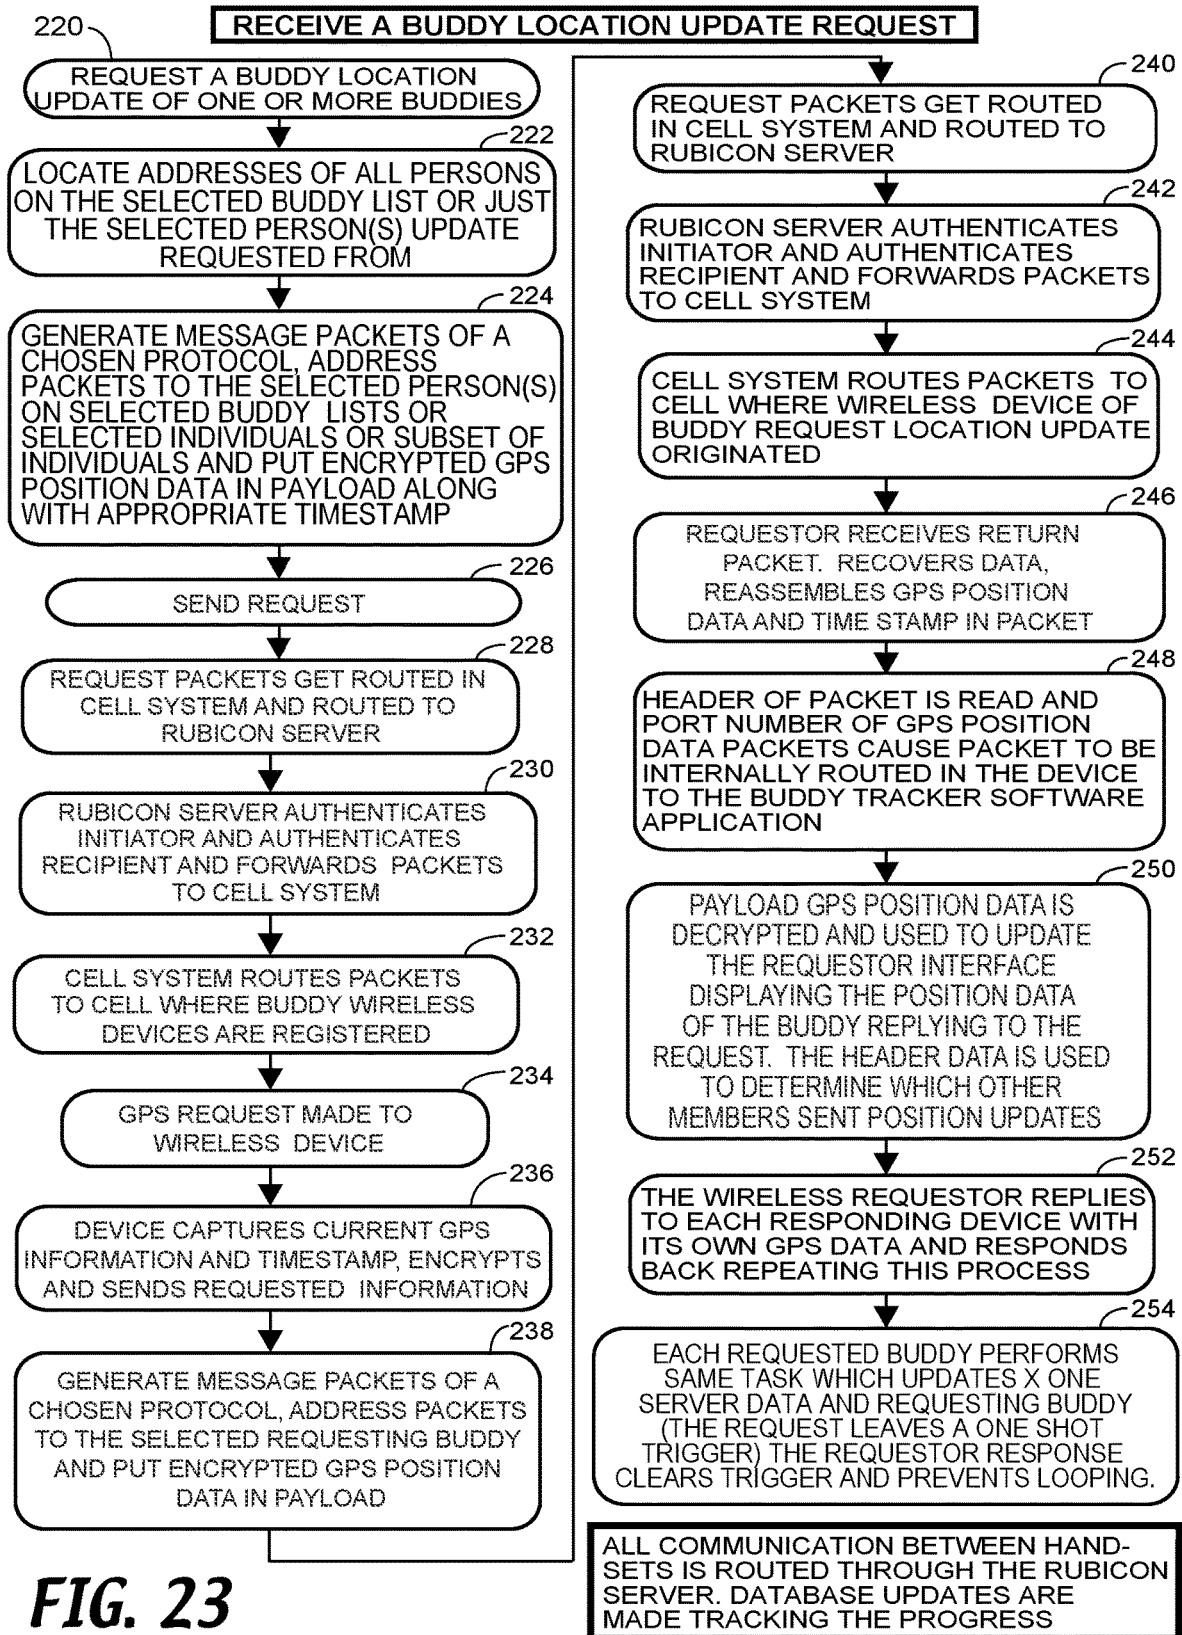 RECEIVE A BUDDY LOCATION UPDATE REQUEST
220
REQUEST A BUDDY LOCATION
UPDATE OF ONE OR MORE BUDDIES
222
LOCATE ADDRESSES OF ALL PERSONS
ON THE SELECTED BUDDY LIST OR JUST
THE SELECTED PERSON(S) UPDATE
REQUESTED FROM
224
GENERATE MESSAGE PACKETS OF A
CHOSEN PROTOCOL, ADDRESS
PACKETS TO THE SELECTED PERSON(S)
ON SELECTED BUDDY LISTS OR
SELECTED INDIVIDUALS OR SUBSET OF
INDIVIDUALS AND PUT ENCRYPTED GPS
POSITION DATA IN PAYLOAD ALONG
WITH APPROPRIATE TIMESTAMP
226
SEND REQUEST
228
REQUEST PACKETS GET ROUTED IN
CELL SYSTEM AND ROUTED TO
RUBICON SERVER
230
RUBICON SERVER AUTHENTICATES
INITIATOR AND AUTHENTICATES
RECIPIENT AND FORWARDS PACKETS
TO CELL SYSTEM
232
CELL SYSTEM ROUTES PACKETS
TO CELL WHERE BUDDY WIRELESS
DEVICES ARE REGISTERED
234
GPS REQUEST MADE TO
WIRELESS DEVICE
236
DEVICE CAPTURES CURRENT GPS
INFORMATION AND TIMESTAMP, ENCRYPTS
AND SENDS REQUESTED INFORMATION
238
GENERATE MESSAGE PACKETS OF A
CHOSEN PROTOCOL, ADDRESS PACKETS
TO THE SELECTED REQUESTING BUDDY
AND PUT ENCRYPTED GPS POSITION
DATA IN PAYLOAD
240
REQUEST PACKETS GET ROUTED
IN CELL SYSTEM AND ROUTED TO
RUBICON SERVER
242
RUBICON SERVER AUTHENTICATES
INITIATOR AND AUTHENTICATES
RECIPIENT AND FORWARDS PACKETS
TO CELL SYSTEM
244
CELL SYSTEM ROUTES PACKETS TO
CELL WHERE WIRELESS DEVICE OF
BUDDY REQUEST LOCATION UPDATE
ORIGINATED
246
REQUESTOR RECEIVES RETURN
PACKET. RECOVERS DATA,
REASSEMBLES GPS POSITION
DATA AND TIME STAMP IN PACKET
248
HEADER OF PACKET IS READ AND
PORT NUMBER OF GPS POSITION
DATA PACKETS CAUSE PACKET TO BE
INTERNALLY ROUTED IN THE DEVICE
TO THE BUDDY TRACKER SOFTWARE
APPLICATION
250
PAYLOAD GPS POSITION DATA IS
DECRYPTED AND USED TO UPDATE
THE REQUESTOR INTERFACE
DISPLAYING THE POSITION DATA
OF THE BUDDY REPLYING TO THE
REQUEST. THE HEADER DATA IS USED
TO DETERMINE WHICH OTHER
MEMBERS SENT POSITION UPDATES
252
THE WIRELESS REQUESTOR REPLIES
TO EACH RESPONDING DEVICE WITH
ITS OWN GPS DATA AND RESPONDS
BACK REPEATING THIS PROCESS
254
EACH REQUESTED BUDDY PERFORMS
SAME TASK WHICH UPDATES X ONE
SERVER DATA AND REQUESTING BUDDY
(THE REQUEST LEAVES A ONE SHOT
TRIGGER) THE REQUESTOR RESPONSE
CLEARS TRIGGER AND PREVENTS LOOPING.
ALL COMMUNICATION BETWEEN HAND-
SETS IS ROUTED THROUGH THE RUBICON
SERVER. DATABASE UPDATES ARE
MADE TRACKING THE PROGRESS
FIG. 23